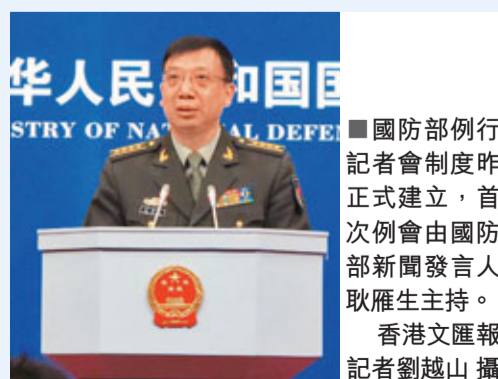 华人民 和国国
STRY OF NAT AL DEFEN
■國防部例行
記者會制度昨
正式建立，首
次例會由國防
部新聞發言人
耿雁生主持。
香港文匯報
記者劉越山 攝